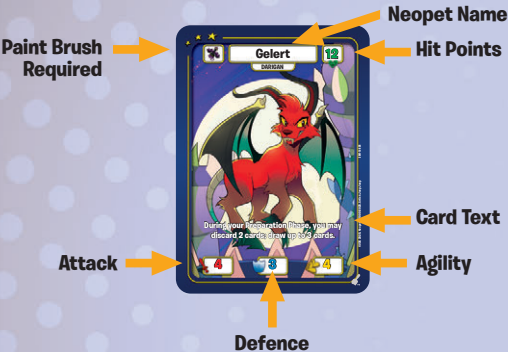 Neopet Name
Paint Brush
Required
Gelert
12
Hit Points
DARIGAN
During your Preparation Phase, you may
discard 2 cards; draw up to 3 cards.
Card Text
Attack
4
3
4
Agility
Defence